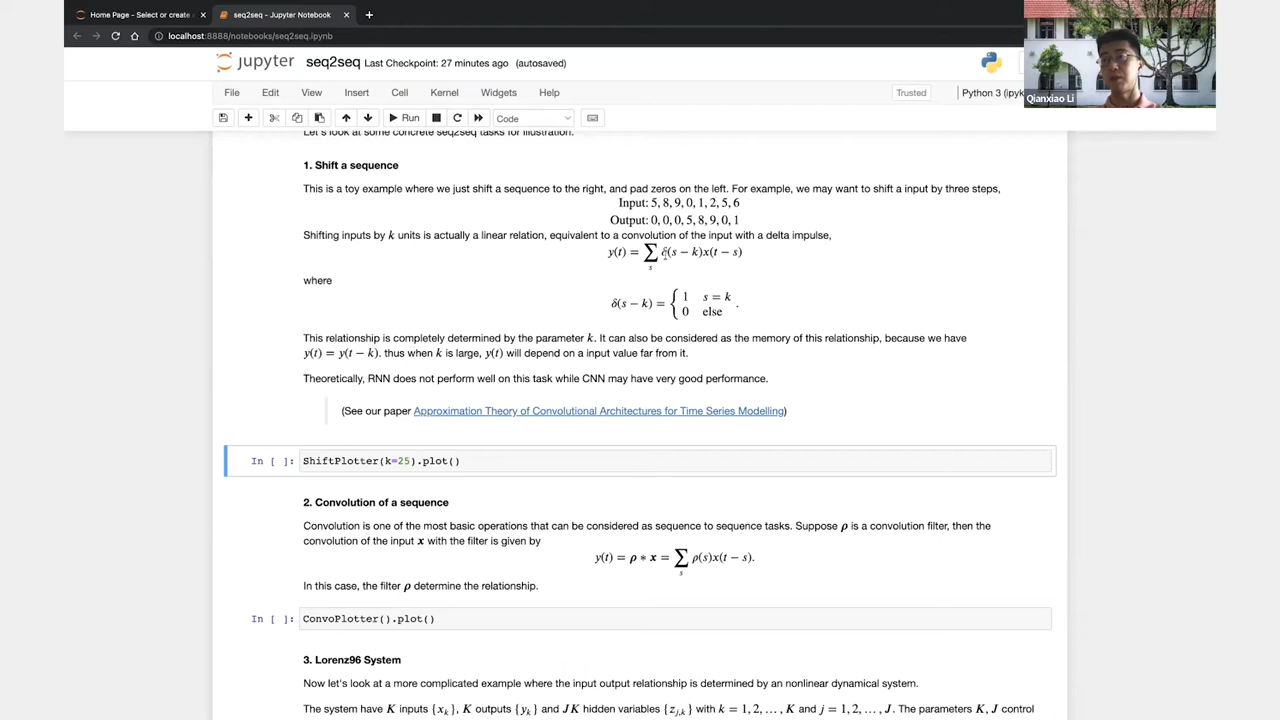 Home Page - Select or create
seq2seq - Jupyter Notebook
localhost:8888/notebooks/seq2seq.ipynb
Qianxiao Li
jupyter seq2seq Last Checkpoint: 27 minutes ago (autosaved)
File Edit View Insert Cell Kernel Widgets Help Trusted Python 3 (ipyk
Run Code
Let's look at some concrete seq2seq tasks for illustration.
1. Shift a sequence
This is a toy example where we just shift a sequence to the right, and pad zeros on the left. For example, we may want to shift a input by three steps,
Input: 5, 8, 9, 0, 1, 2, 5, 6
Output: 0, 0, 0, 5, 8, 9, 0, 1
Shifting inputs by k units is actually a linear relation, equivalent to a convolution of the input with a delta impulse,
y(t) = ∑ δ(s − k)x(t − s)
s
where
δ(s − k) = { 1 s = k
0 else .
This relationship is completely determined by the parameter k. It can also be considered as the memory of this relationship, because we have
y(t) = y(t − k). thus when k is large, y(t) will depend on a input value far from it.
Theoretically, RNN does not perform well on this task while CNN may have very good performance.
(See our paper Approximation Theory of Convolutional Architectures for Time Series Modelling)
In [ ]: ShiftPlotter(k=25).plot()
2. Convolution of a sequence
Convolution is one of the most basic operations that can be considered as sequence to sequence tasks. Suppose ρ is a convolution filter, then the
convolution of the input x with the filter is given by
y(t) = ρ ∗ x = ∑ ρ(s)x(t − s).
s
In this case, the filter ρ determine the relationship.
In [ ]: ConvoPlotter().plot()
3. Lorenz96 System
Now let's look at a more complicated example where the input output relationship is determined by an nonlinear dynamical system.
The system have K inputs {x_k}, K outputs {y_k} and JK hidden variables {z_{j,k}} with k = 1, 2, … , K and j = 1, 2, … , J. The parameters K, J control